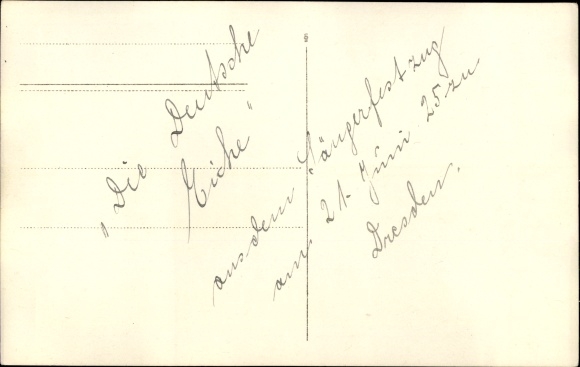 „Die Deutsche
Eiche"
aus dem Sängerfestzug
am 21. Juni 25 zu
Dresden.